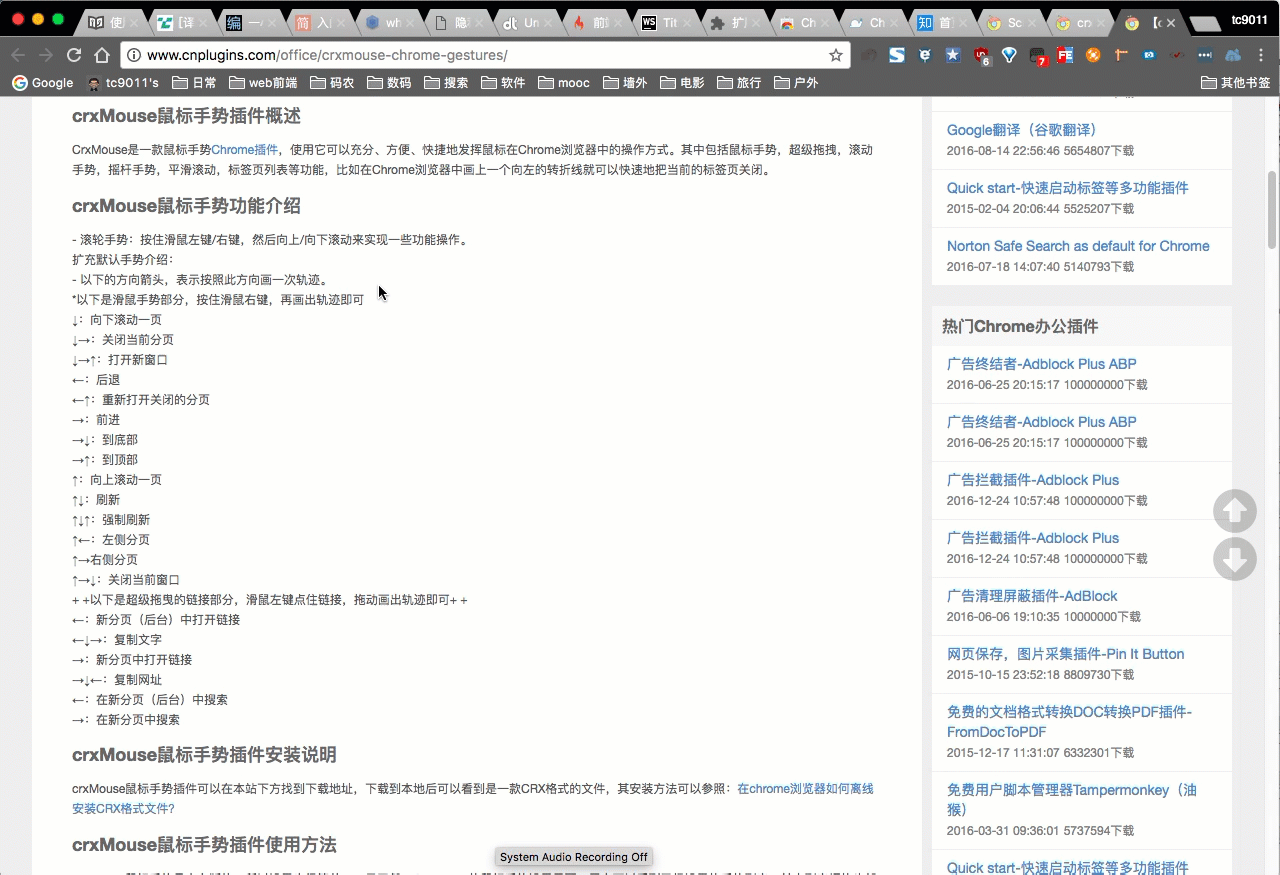 使
【译
编
一
简
入
wh
隐
dt
Un
前
WS
Tit
扩
Ch
Ch
知
首
Sc
cr
【c
tc9011
www.cnplugins.com/office/crxmouse-chrome-gestures/
6
7
FE
Google
tc9011's
日常
web前端
码农
数码
搜索
软件
mooc
墙外
电影
旅行
户外
其他书签
crxMouse鼠标手势插件概述
CrxMouse是一款鼠标手势Chrome插件，使用它可以充分、方便、快捷地发挥鼠标在Chrome浏览器中的操作方式。其中包括鼠标手势，超级拖拽，滚动
手势，摇杆手势，平滑滚动，标签页列表等功能，比如在Chrome浏览器中画上一个向左的转折线就可以快速地把当前的标签页关闭。
crxMouse鼠标手势功能介绍
- 滚轮手势：按住滑鼠左键/右键，然后向上/向下滚动来实现一些功能操作。
扩充默认手势介绍：
- 以下的方向箭头，表示按照此方向画一次轨迹。
*以下是滑鼠手势部分，按住滑鼠右键，再画出轨迹即可
↓：向下滚动一页
↓→：关闭当前分页
↓→↑：打开新窗口
←：后退
←↑：重新打开关闭的分页
→：前进
→↓：到底部
→↑：到顶部
↑：向上滚动一页
↑↓：刷新
↑↓↑：强制刷新
↑←：左侧分页
↑→右侧分页
↑→↓：关闭当前窗口
+ +以下是超级拖曳的链接部分，滑鼠左键点住链接，拖动画出轨迹即可+ +
←：新分页（后台）中打开链接
←↓→：复制文字
→：新分页中打开链接
→↓←：复制网址
←：在新分页（后台）中搜索
→：在新分页中搜索
crxMouse鼠标手势插件安装说明
crxMouse鼠标手势插件可以在本站下方找到下载地址，下载到本地后可以看到是一款CRX格式的文件，其安装方法可以参照：在chrome浏览器如何离线
安装CRX格式文件?
crxMouse鼠标手势插件使用方法
System Audio Recording Off
Google翻译（谷歌翻译）
2016-08-14 22:56:46 5654807下载
Quick start-快速启动标签等多功能插件
2015-02-04 20:06:44 5525207下载
Norton Safe Search as default for Chrome
2016-07-18 14:07:40 5140793下载
热门Chrome办公插件
广告终结者-Adblock Plus ABP
2016-06-25 20:15:17 100000000下载
广告终结者-Adblock Plus ABP
2016-06-25 20:15:17 100000000下载
广告拦截插件-Adblock Plus
2016-12-24 10:57:48 100000000下载
广告拦截插件-Adblock Plus
2016-12-24 10:57:48 100000000下载
广告清理屏蔽插件-AdBlock
2016-06-06 19:10:35 10000000下载
网页保存，图片采集插件-Pin It Button
2015-10-15 23:52:18 8809730下载
免费的文档格式转换DOC转换PDF插件-
FromDocToPDF
2015-12-17 11:31:07 6332301下载
免费用户脚本管理器Tampermonkey（油
猴）
2016-03-31 09:36:01 5737594下载
Quick start-快速启动标签等多功能插件